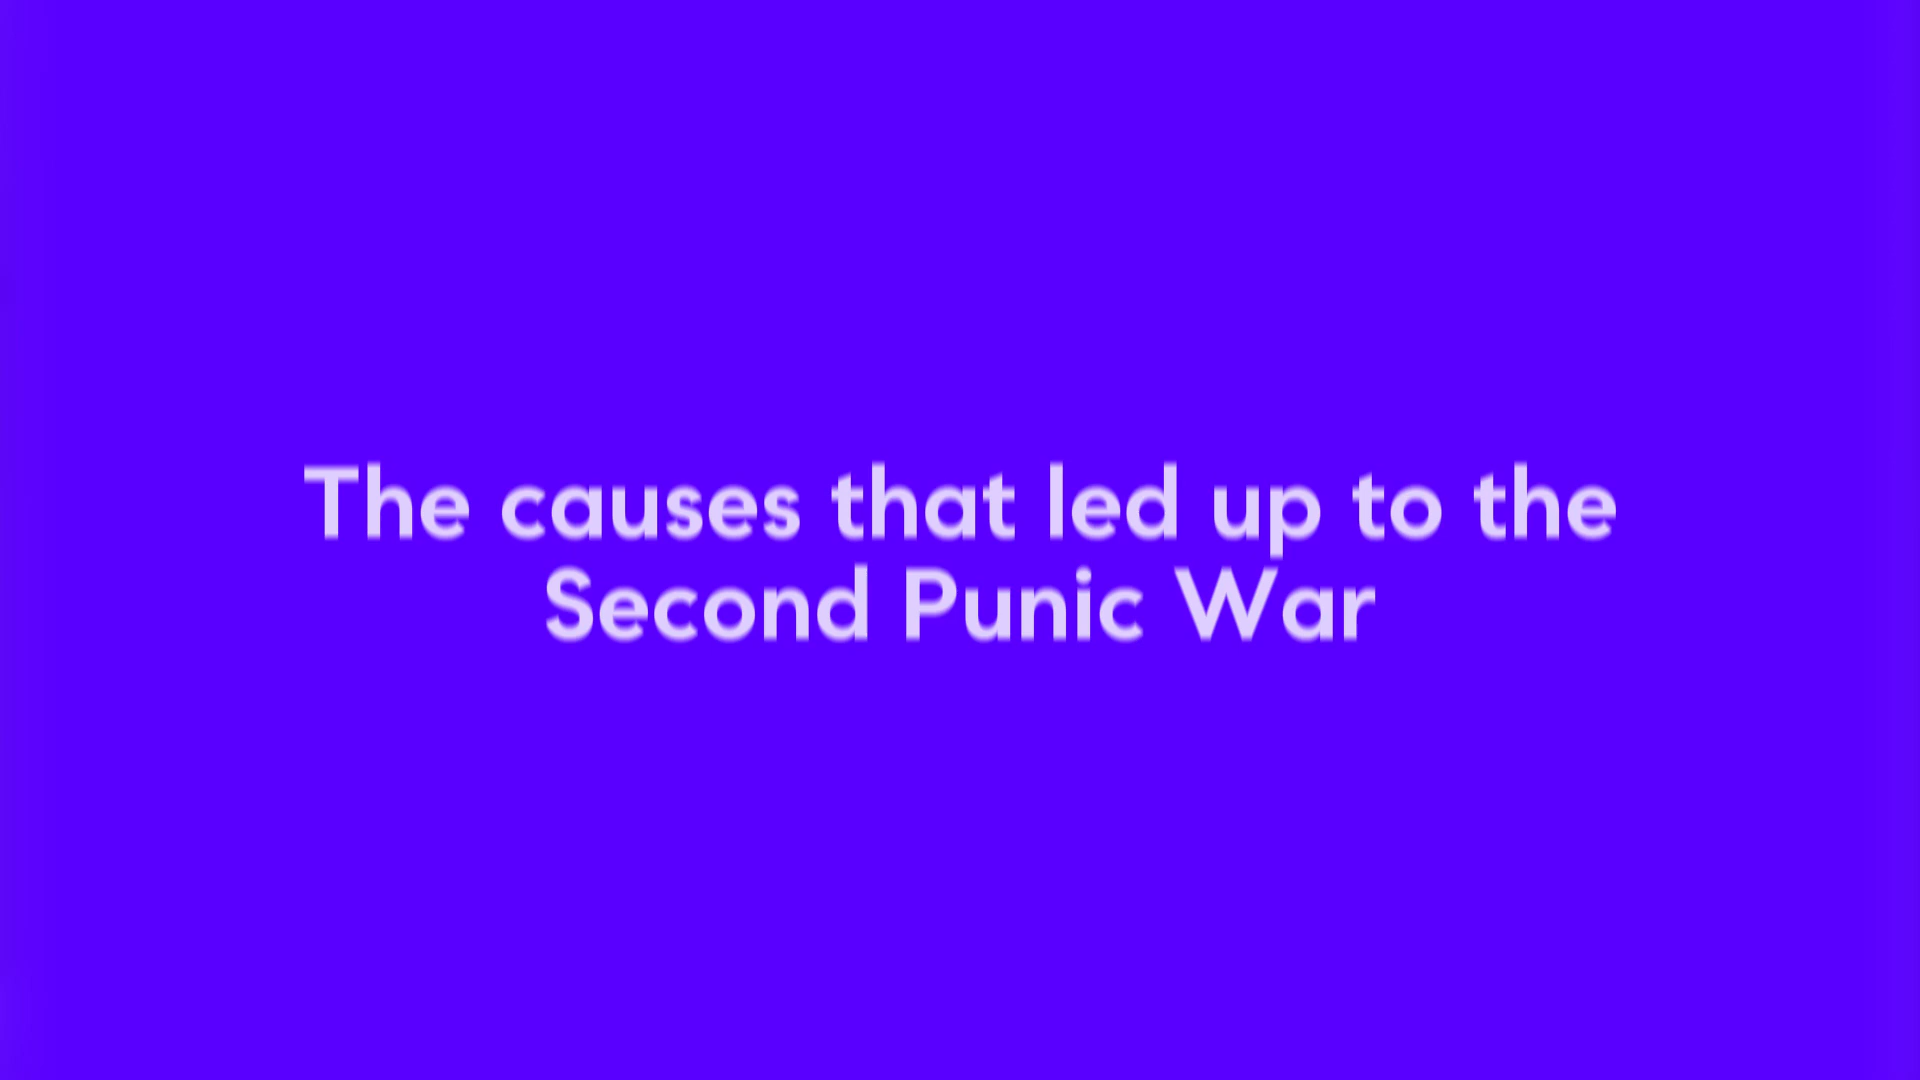 The causes that led up to the
Second Punic War